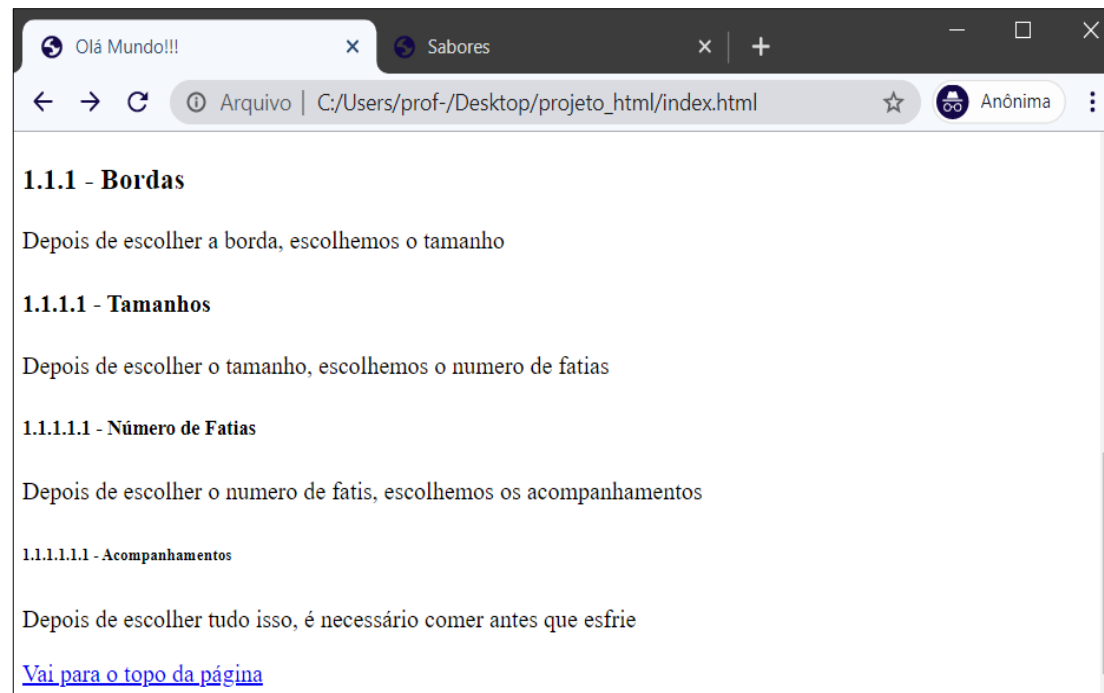 Olá Mundo!!!
Sabores
Arquivo | C:/Users/prof-/Desktop/projeto_html/index.html
Anônima
1.1.1 - Bordas
Depois de escolher a borda, escolhemos o tamanho
1.1.1.1 - Tamanhos
Depois de escolher o tamanho, escolhemos o numero de fatias
1.1.1.1.1 - Número de Fatias
Depois de escolher o numero de fatis, escolhemos os acompanhamentos
1.1.1.1.1.1 - Acompanhamentos
Depois de escolher tudo isso, é necessário comer antes que esfrie
Vai para o topo da página